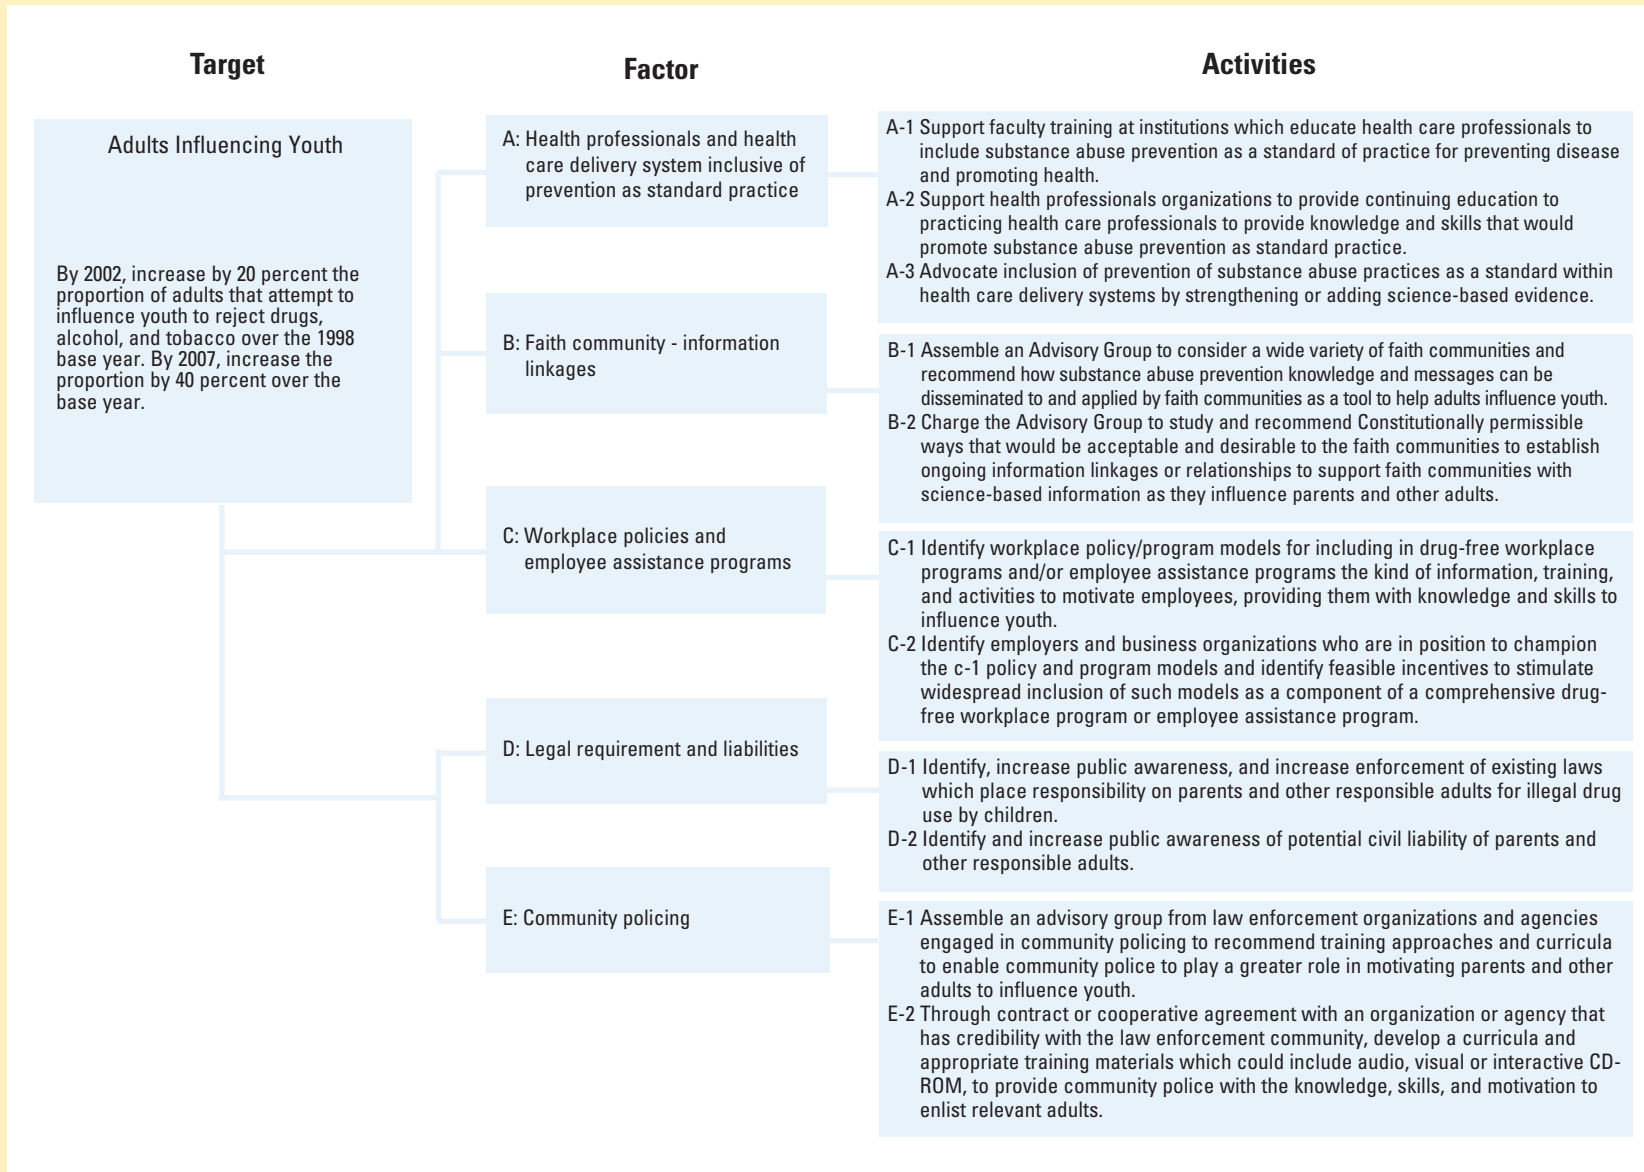 Target
Factor
Activities
Adults Influencing Youth
By 2002, increase by 20 percent the
proportion of adults that attempt to
influence youth to reject drugs,
alcohol, and tobacco over the 1998
base year. By 2007, increase the
proportion by 40 percent over the
base year.
A: Health professionals and health
care delivery system inclusive of
prevention as standard practice
B: Faith community - information
linkages
C: Workplace policies and
employee assistance programs
D: Legal requirement and liabilities
E: Community policing
A-1 Support faculty training at institutions which educate health care professionals to
include substance abuse prevention as a standard of practice for preventing disease
and promoting health.
A-2 Support health professionals organizations to provide continuing education to
practicing health care professionals to provide knowledge and skills that would
promote substance abuse prevention as standard practice.
A-3 Advocate inclusion of prevention of substance abuse practices as a standard within
health care delivery systems by strengthening or adding science-based evidence.
B-1 Assemble an Advisory Group to consider a wide variety of faith communities and
recommend how substance abuse prevention knowledge and messages can be
disseminated to and applied by faith communities as a tool to help adults influence youth.
B-2 Charge the Advisory Group to study and recommend Constitutionally permissible
ways that would be acceptable and desirable to the faith communities to establish
ongoing information linkages or relationships to support faith communities with
science-based information as they influence parents and other adults.
C-1 Identify workplace policy/program models for including in drug-free workplace
programs and/or employee assistance programs the kind of information, training,
and activities to motivate employees, providing them with knowledge and skills to
influence youth.
C-2 Identify employers and business organizations who are in position to champion
the c-1 policy and program models and identify feasible incentives to stimulate
widespread inclusion of such models as a component of a comprehensive drug-
free workplace program or employee assistance program.
D-1 Identify, increase public awareness, and increase enforcement of existing laws
which place responsibility on parents and other responsible adults for illegal drug
use by children.
D-2 Identify and increase public awareness of potential civil liability of parents and
other responsible adults.
E-1 Assemble an advisory group from law enforcement organizations and agencies
engaged in community policing to recommend training approaches and curricula
to enable community police to play a greater role in motivating parents and other
adults to influence youth.
E-2 Through contract or cooperative agreement with an organization or agency that
has credibility with the law enforcement community, develop a curricula and
appropriate training materials which could include audio, visual or interactive CD-
ROM, to provide community police with the knowledge, skills, and motivation to
enlist relevant adults.